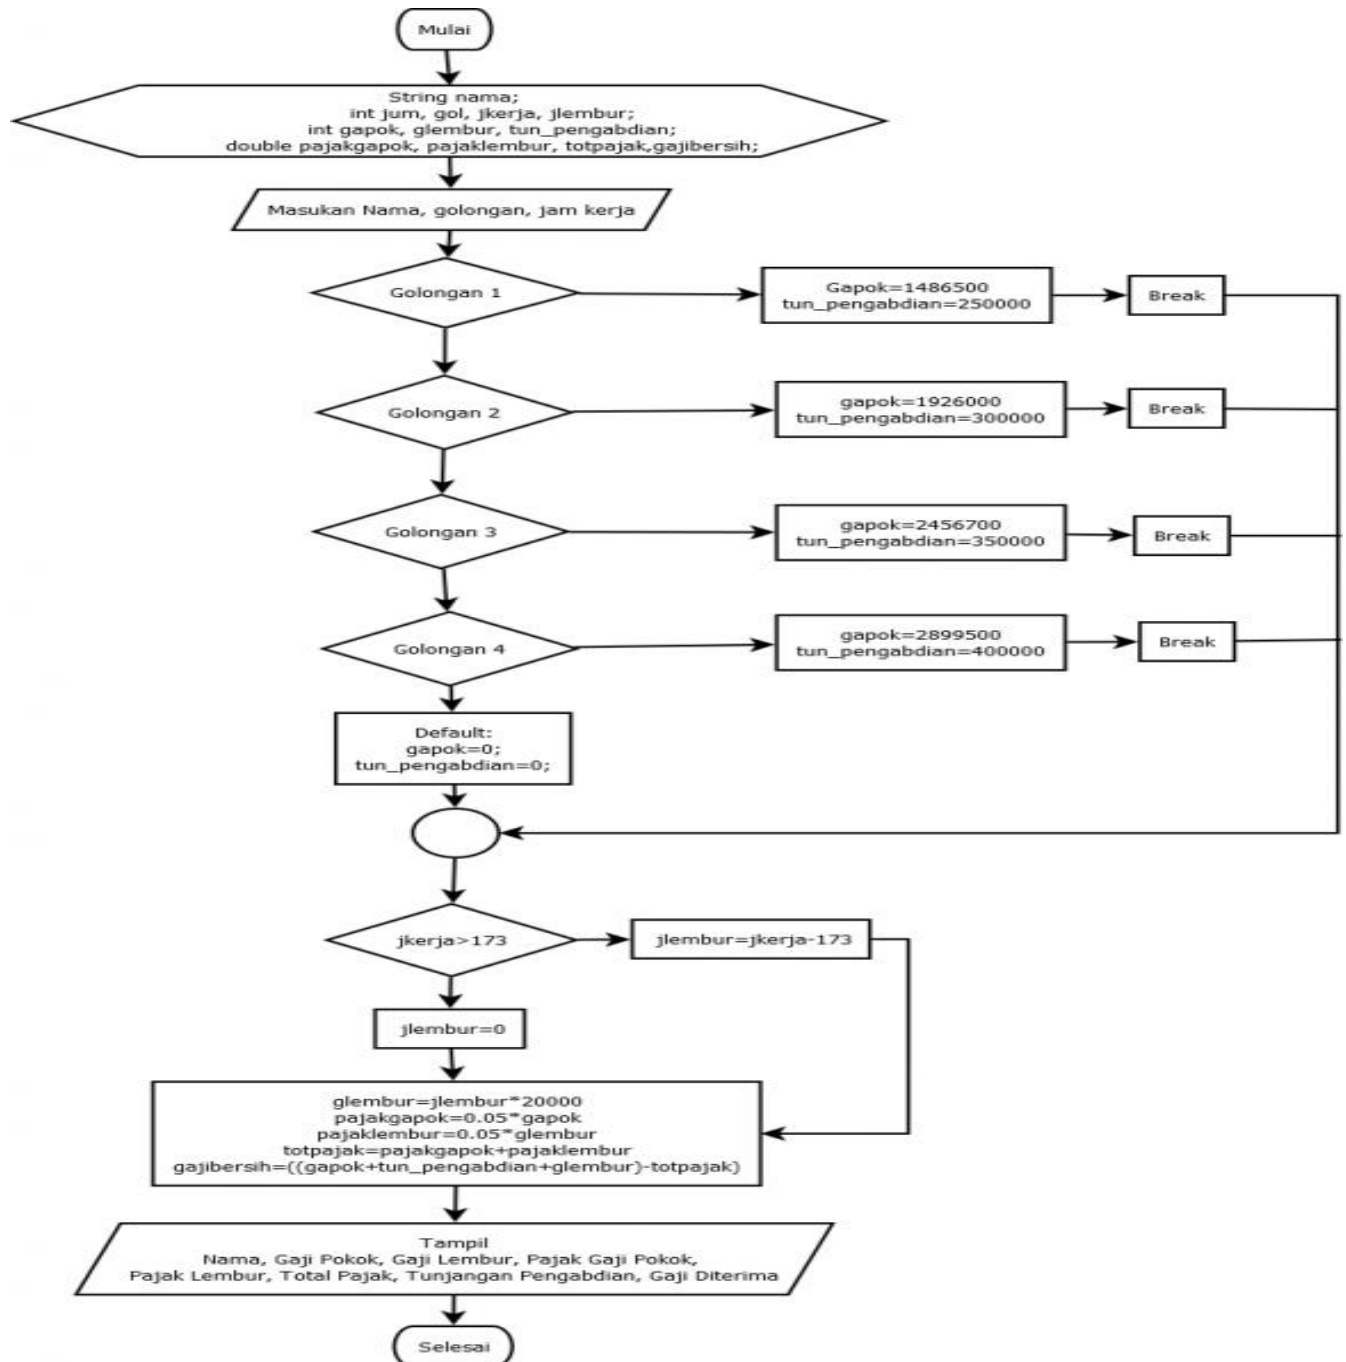 Mulai
String nama;
int jum, gol, jkerja, jlembur;
int gapok, glembur, tun_pengabdian;
double pajakgapok, pajaklembur, totpajak,gajibersih;
Masukan Nama, golongan, jam kerja
Golongan 1
Gapok=1486500
tun_pengabdian=250000
Break
Golongan 2
gapok=1926000
tun_pengabdian=300000
Break
Golongan 3
gapok=2456700
tun_pengabdian=350000
Break
Golongan 4
gapok=2899500
tun_pengabdian=400000
Break
Default:
gapok=0;
tun_pengabdian=0;
jkerja>173
jlembur=jkerja-173
jlembur=0
glembur=jlembur*20000
pajakgapok=0.05*gapok
pajaklembur=0.05*glembur
totpajak=pajakgapok+pajaklembur
gajibersih=((gapok+tun_pengabdian+glembur)-totpajak)
Tampil
Nama, Gaji Pokok, Gaji Lembur, Pajak Gaji Pokok,
Pajak Lembur, Total Pajak, Tunjangan Pengabdian, Gaji Diterima
Selesai